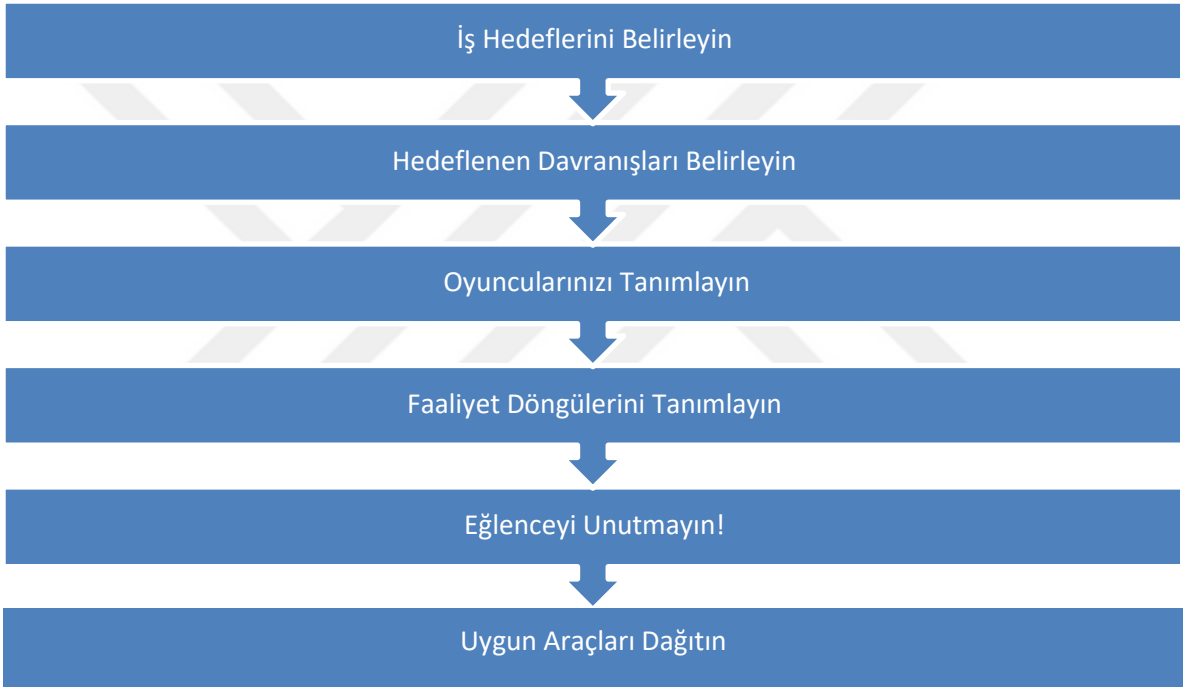 İş Hedeflerini Belirleyin
Hedeflenen Davranışları Belirleyin
Oyuncularınızı Tanımlayın
Faaliyet Döngülerini Tanımlayın
Eğlenceyi Unutmayın!
Uygun Araçları Dağıtın